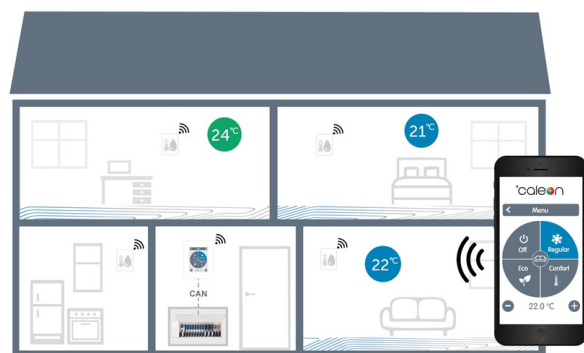 24°C
21°C
°caleon
< Menu
Off
Regular
Eco
Confort
22.0 °C
22°C
CAN